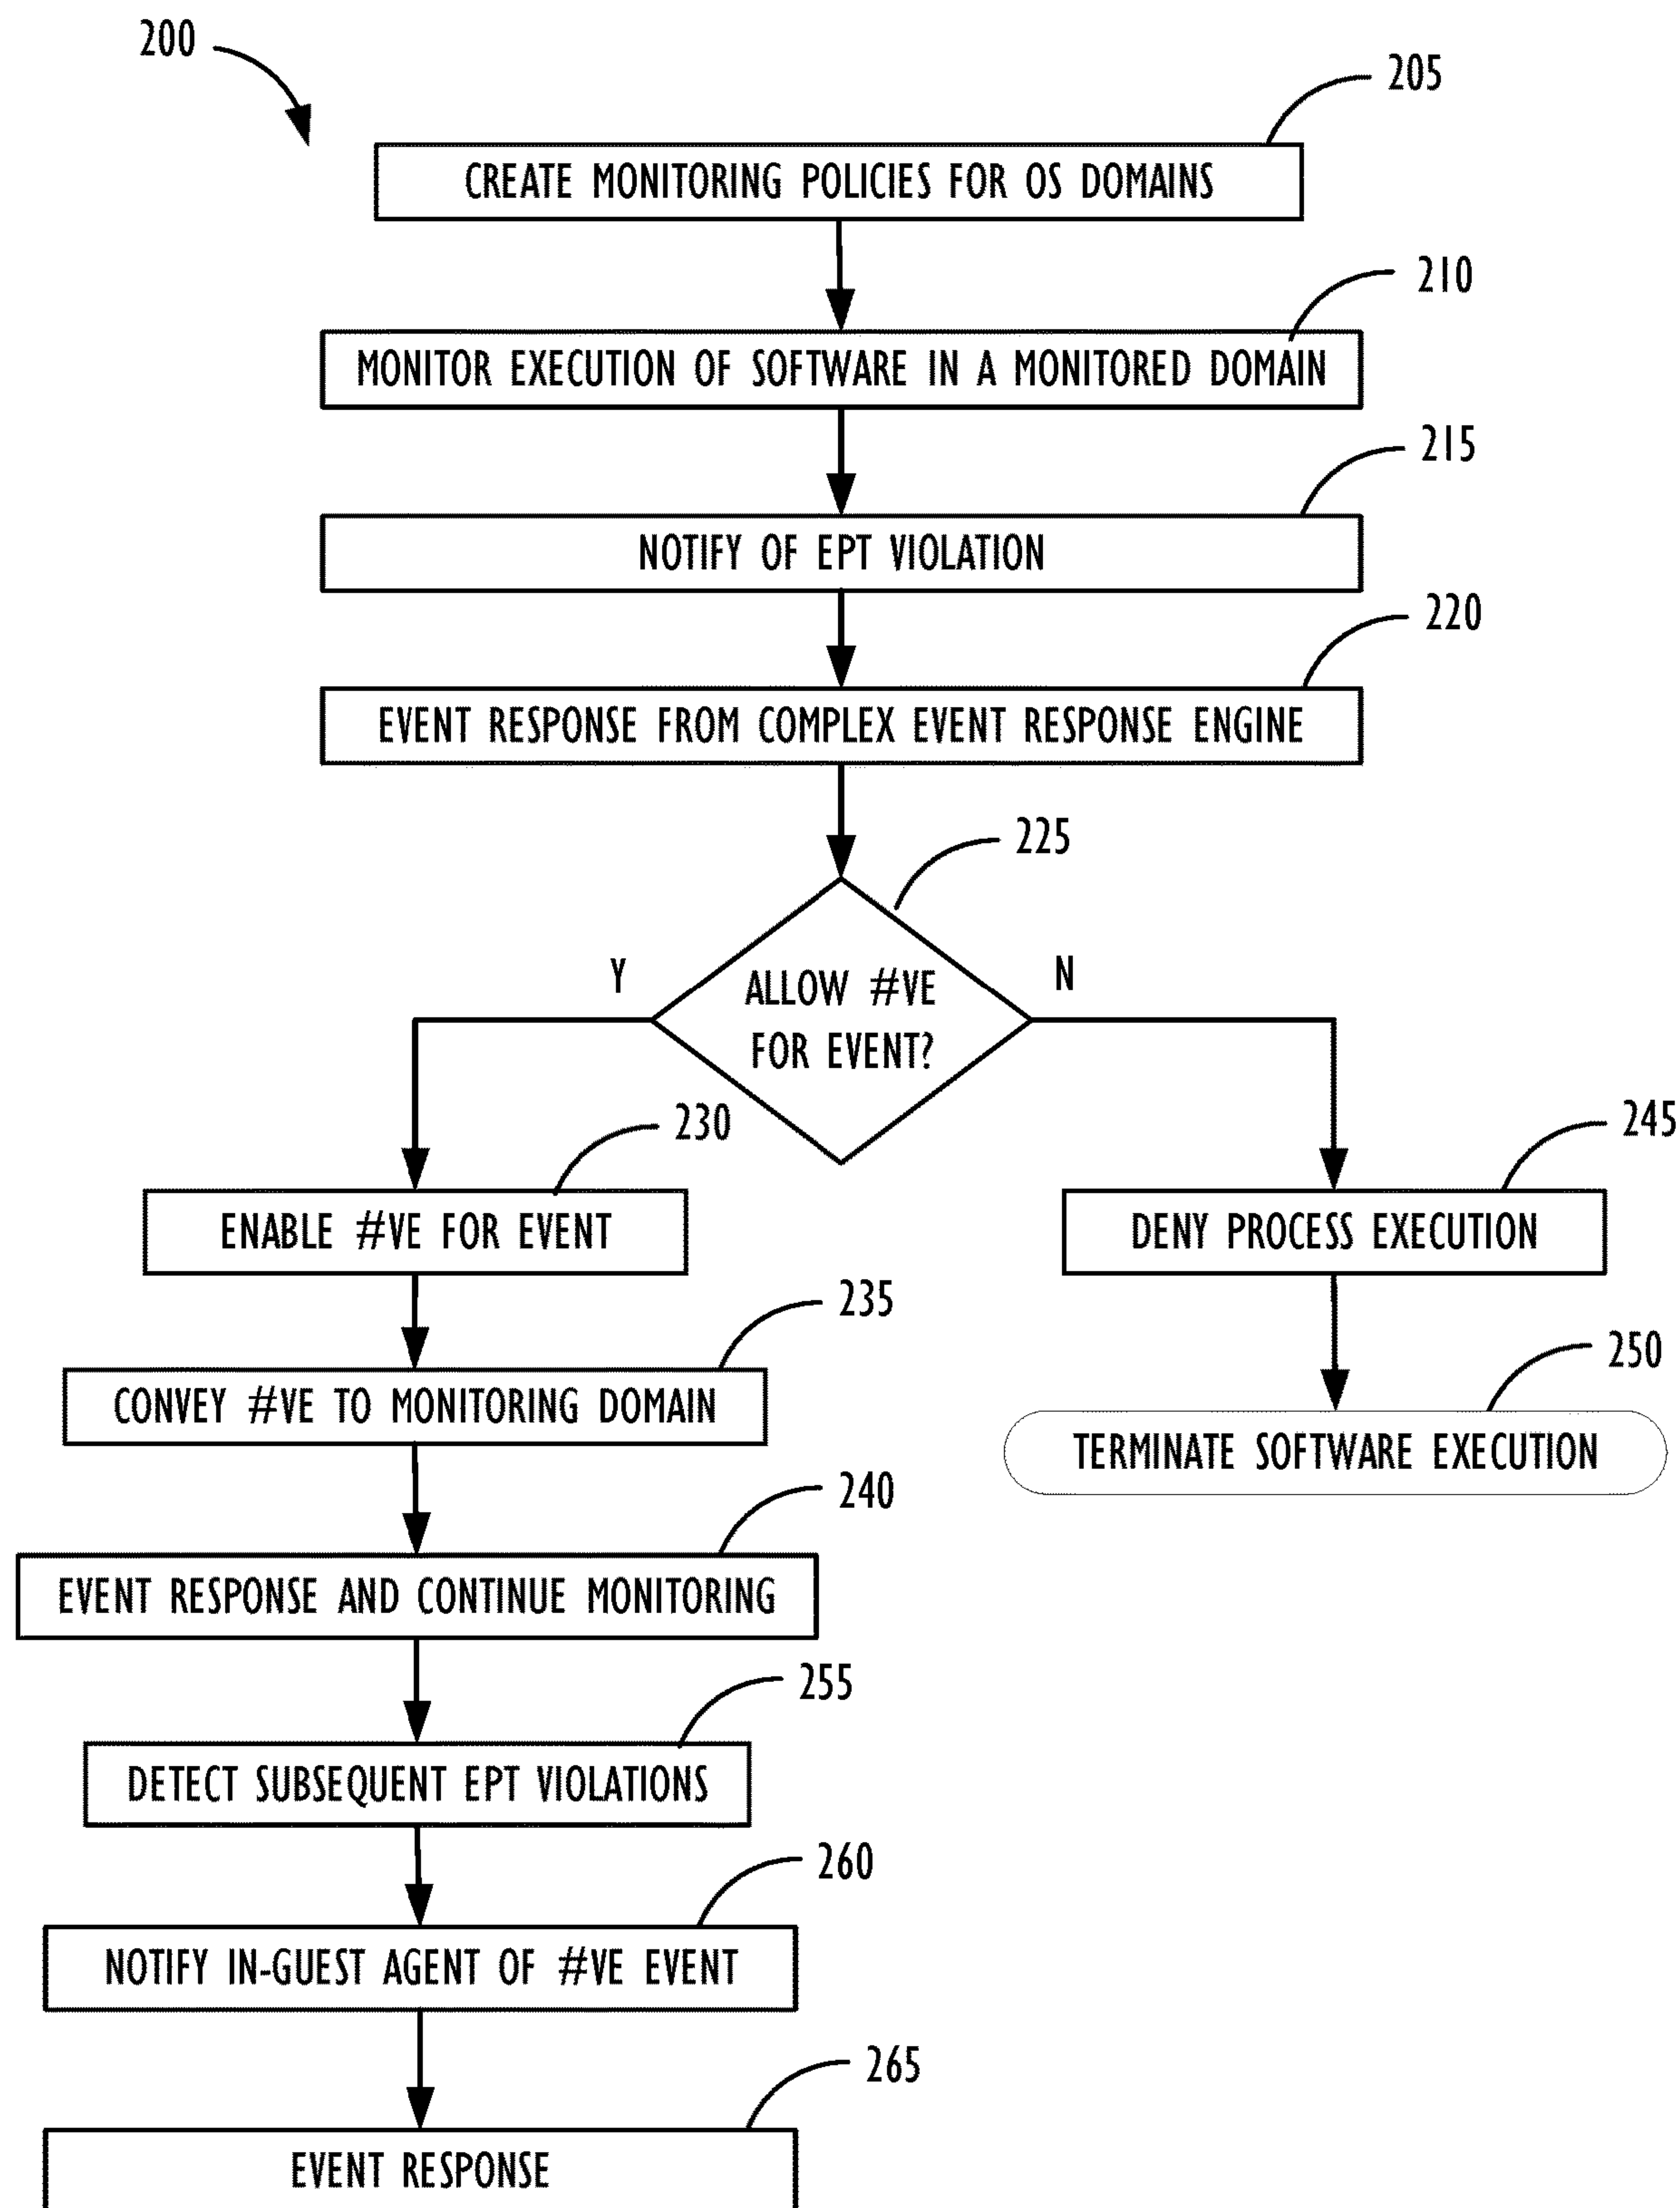 200
205
CREATE MONITORING POLICIES FOR OS DOMAINS
210
MONITOR EXECUTION OF SOFTWARE IN A MONITORED DOMAIN
215
NOTIFY OF EPT VIOLATION
220
EVENT RESPONSE FROM COMPLEX EVENT RESPONSE ENGINE
225
Y
ALLOW #VE
FOR EVENT?
N
230
ENABLE #VE FOR EVENT
245
DENY PROCESS EXECUTION
235
CONVEY #VE TO MONITORING DOMAIN
250
TERMINATE SOFTWARE EXECUTION
240
EVENT RESPONSE AND CONTINUE MONITORING
255
DETECT SUBSEQUENT EPT VIOLATIONS
260
NOTIFY IN-GUEST AGENT OF #VE EVENT
265
EVENT RESPONSE